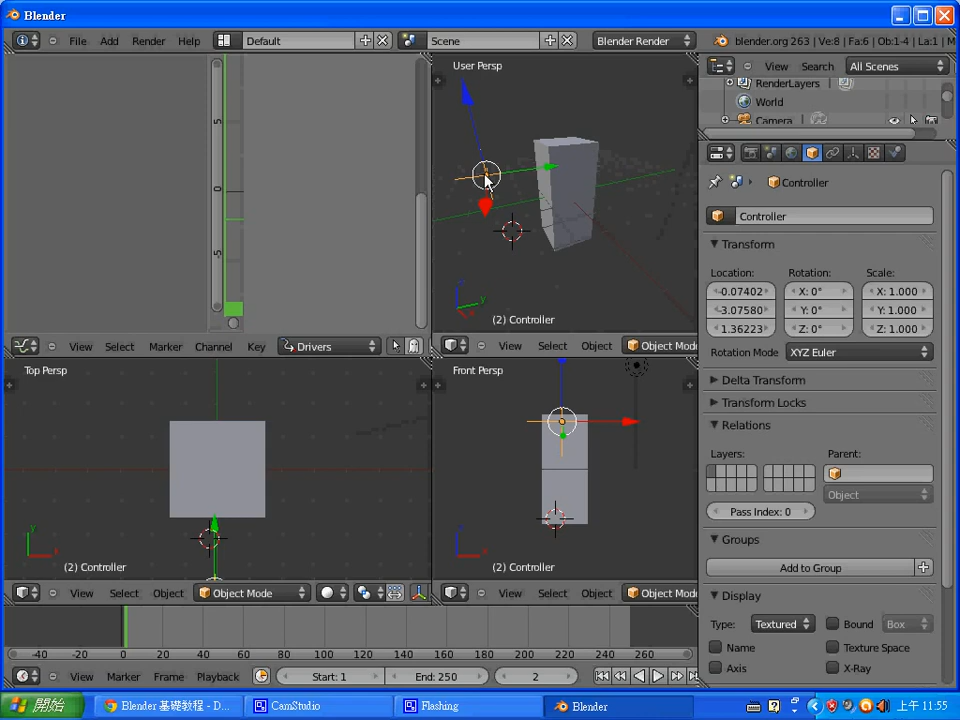 Blender
File Add Render Help Default Scene Blender Render blender.org 263 | Ve:8 | Fa:6 | Ob:1-4 | La:1 | M
View Search All Scenes
RenderLayers
World
Camera
5
0
-5
User Persp
(2) Controller
Controller
Controller
Transform
Location: Rotation: Scale:
-0.07402 X: 0° X: 1.000
-3.07580 Y: 0° Y: 1.000
1.36223 Z: 0° Z: 1.000
Rotation Mode XYZ Euler
Delta Transform
Transform Locks
Relations
Layers: Parent:
Object
Pass Index: 0
Groups
Add to Group
Display
Type: Textured Bound Box
Name Texture Space
Axis X-Ray
View Select Marker Channel Key Drivers
View Select Object Object Mode
Top Persp
(2) Controller
Front Persp
(2) Controller
View Select Object Object Mode
View Select Object Object Mode
-40 -20 0 20 40 60 80 100 120 140 160 180 200 220 240 260
View Marker Frame Playback Start: 1 End: 250 2
開始 Blender 基礎教程 - D... CamStudio Flashing Blender 上午 11:55